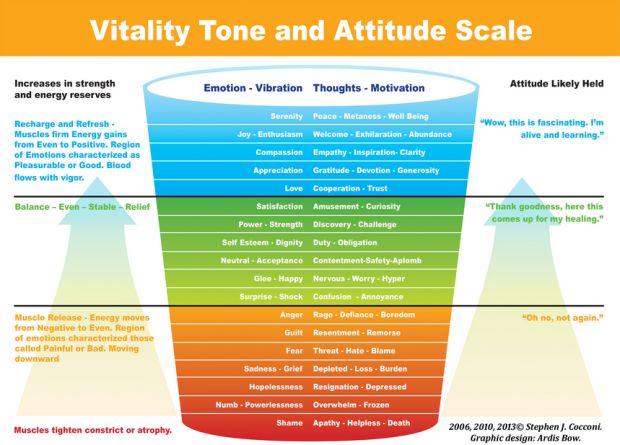 Vitality Tone and Attitude Scale
Increases in strength
and energy reserves
Emotion - Vibration Thoughts - Motivation
Attitude Likely Held
Recharge and Refresh -
Muscles firm Energy gains
from Even to Positive. Region
of Emotions characterized as
Pleasurable or Good. Blood
flows with vigor.
Serenity Peace - Metaness - Well Being
Joy - Enthusiasm Welcome - Exhilaration - Abundance
Compassion Empathy - Inspiration- Clarity
Appreciation Gratitude - Devotion - Generosity
Love Cooperation - Trust
“Wow, this is fascinating. I’m
alive and learning.”
Balance – Even – Stable – Relief
Satisfaction Amusement - Curiosity
Power - Strength Discovery - Challenge
Self Esteem - Dignity Duty - Obligation
Neutral - Acceptance Contentment-Safety-Aplomb
Glee - Happy Nervous - Worry - Hyper
Surprise - Shock Confusion - Annoyance
“Thank goodness, here this
comes up for my healing.”
Muscle Release - Energy moves
from Negative to Even. Region
of emotions characterized those
called Painful or Bad. Moving
downward
Anger Rage - Defiance - Boredom
Guilt Resentment - Remorse
Fear Threat - Hate - Blame
Sadness - Grief Depleted - Loss - Burden
Hopelessness Resignation - Depressed
Numb - Powerlessness Overwhelm - Frozen
Shame Apathy - Helpless - Death
“Oh no, not again.”
Muscles tighten constrict or atrophy.
2006, 2010, 2013© Stephen J. Cocconi.
Graphic design: Ardis Bow.